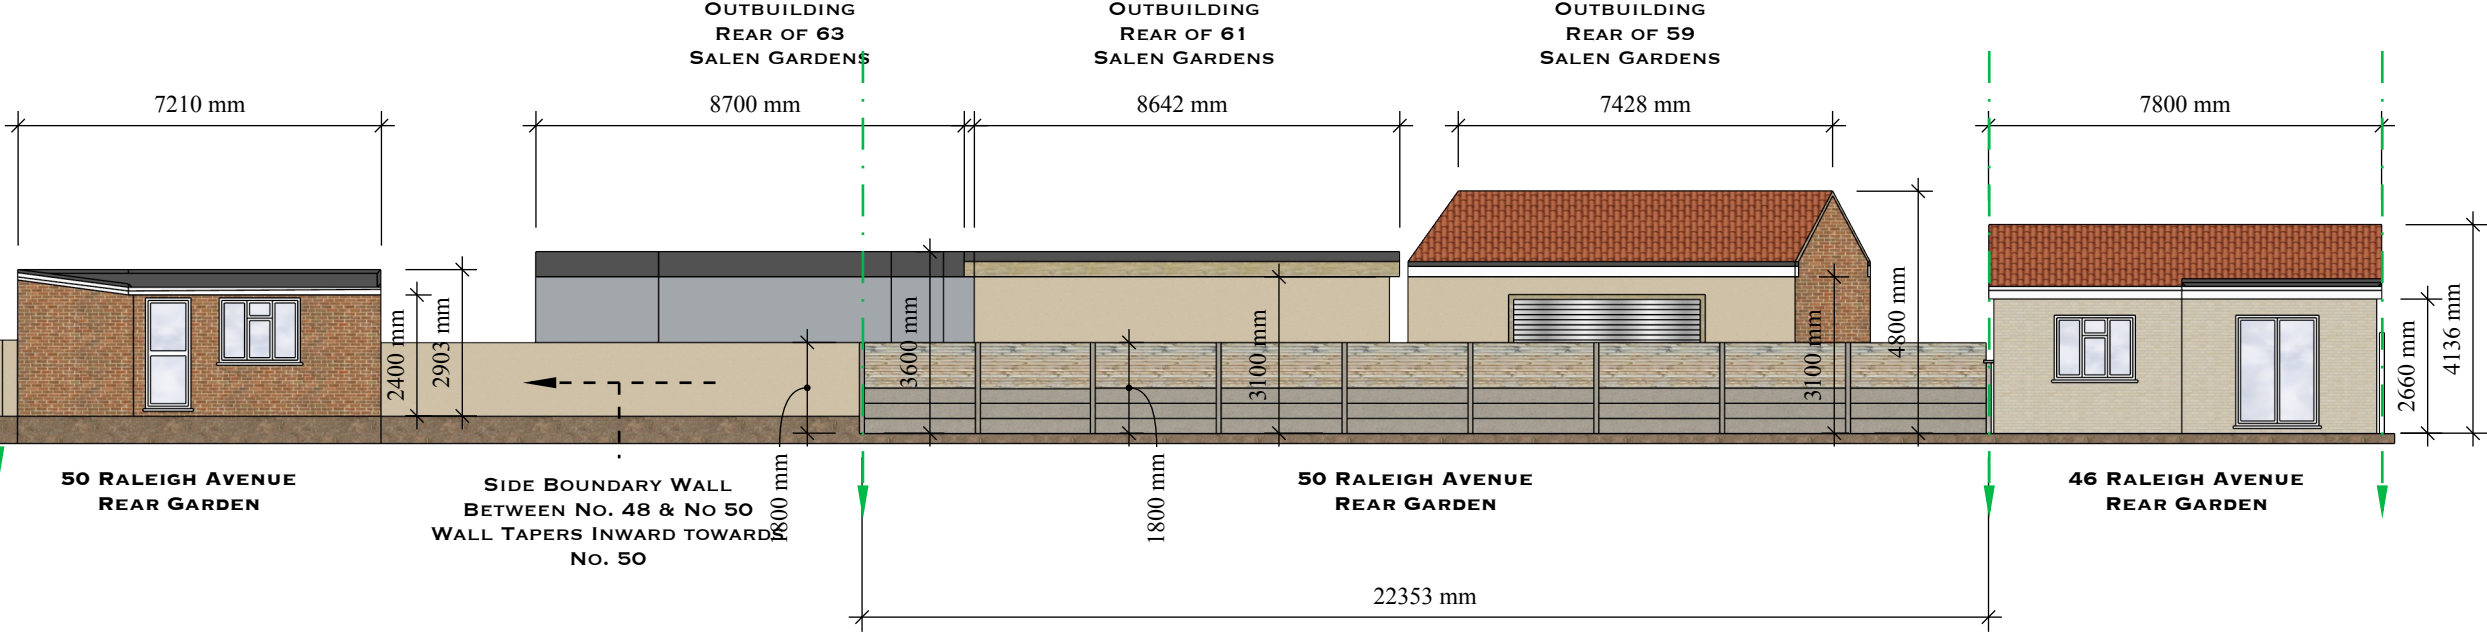 OUTBUILDING
REAR OF 63
SALEN GARDENS
OUTBUILDING
REAR OF 61
SALEN GARDENS
OUTBUILDING
REAR OF 59
SALEN GARDENS
7210 mm
8700 mm
8642 mm
7428 mm
7800 mm
2400 mm
2903 mm
1800 mm
3600 mm
1800 mm
3100 mm
3100 mm
4800 mm
2660 mm
4136 mm
50 RALEIGH AVENUE
REAR GARDEN
SIDE BOUNDARY WALL
BETWEEN NO. 48 & NO 50
WALL TAPERS INWARD TOWARDS
NO. 50
50 RALEIGH AVENUE
REAR GARDEN
46 RALEIGH AVENUE
REAR GARDEN
22353 mm